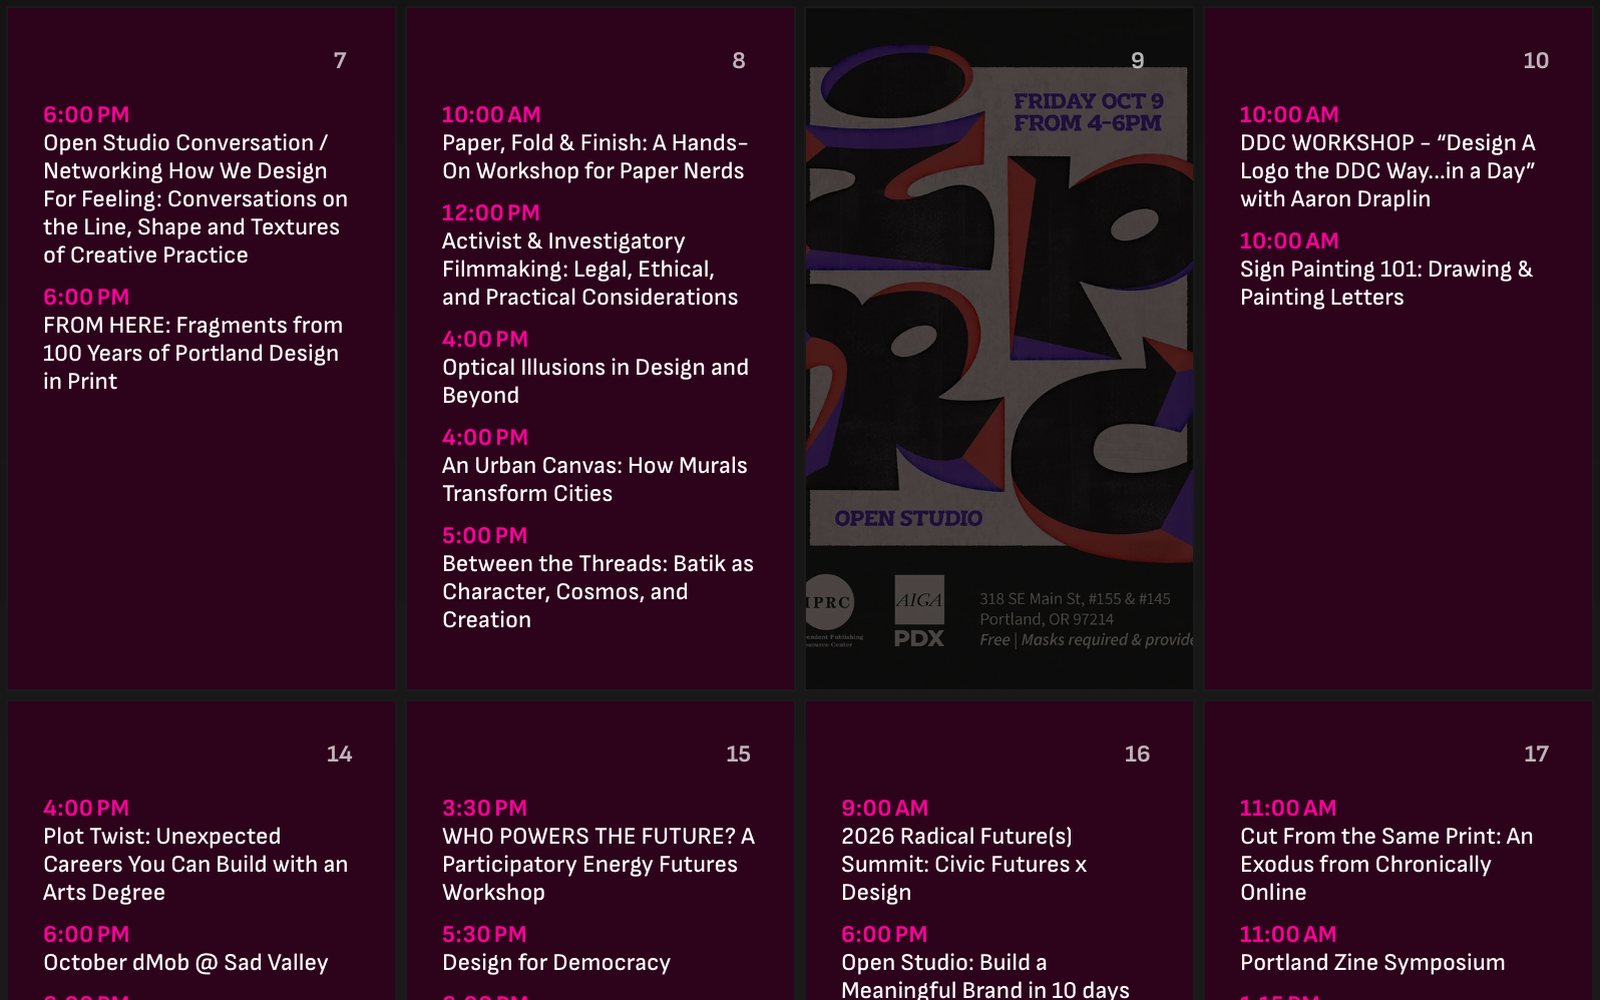 7
6:00 PM
Open Studio Conversation /
Networking How We Design
For Feeling: Conversations on
the Line, Shape and Textures
of Creative Practice
6:00 PM
FROM HERE: Fragments from
100 Years of Portland Design
in Print
8
10:00 AM
Paper, Fold & Finish: A Hands-
On Workshop for Paper Nerds
12:00 PM
Activist & Investigatory
Filmmaking: Legal, Ethical,
and Practical Considerations
4:00 PM
Optical Illusions in Design and
Beyond
4:00 PM
An Urban Canvas: How Murals
Transform Cities
5:00 PM
Between the Threads: Batik as
Character, Cosmos, and
Creation
9
FRIDAY OCT 9
FROM 4-6PM
i p
r c
OPEN STUDIO
IPRC
AIGA
PDX
318 SE Main St, #155 & #145
Portland, OR 97214
Free | Masks required &
10
10:00 AM
DDC WORKSHOP - “Design A
Logo the DDC Way...in a Day”
with Aaron Draplin
10:00 AM
Sign Painting 101: Drawing &
Painting Letters
14
4:00 PM
Plot Twist: Unexpected
Careers You Can Build with an
Arts Degree
6:00 PM
October dMob @ Sad Valley
15
3:30 PM
WHO POWERS THE FUTURE? A
Participatory Energy Futures
Workshop
5:30 PM
Design for Democracy
16
9:00 AM
2026 Radical Future(s)
Summit: Civic Futures x
Design
6:00 PM
Open Studio: Build a
Meaningful Brand in 10 days
17
11:00 AM
Cut From the Same Print: An
Exodus from Chronically
Online
11:00 AM
Portland Zine Symposium